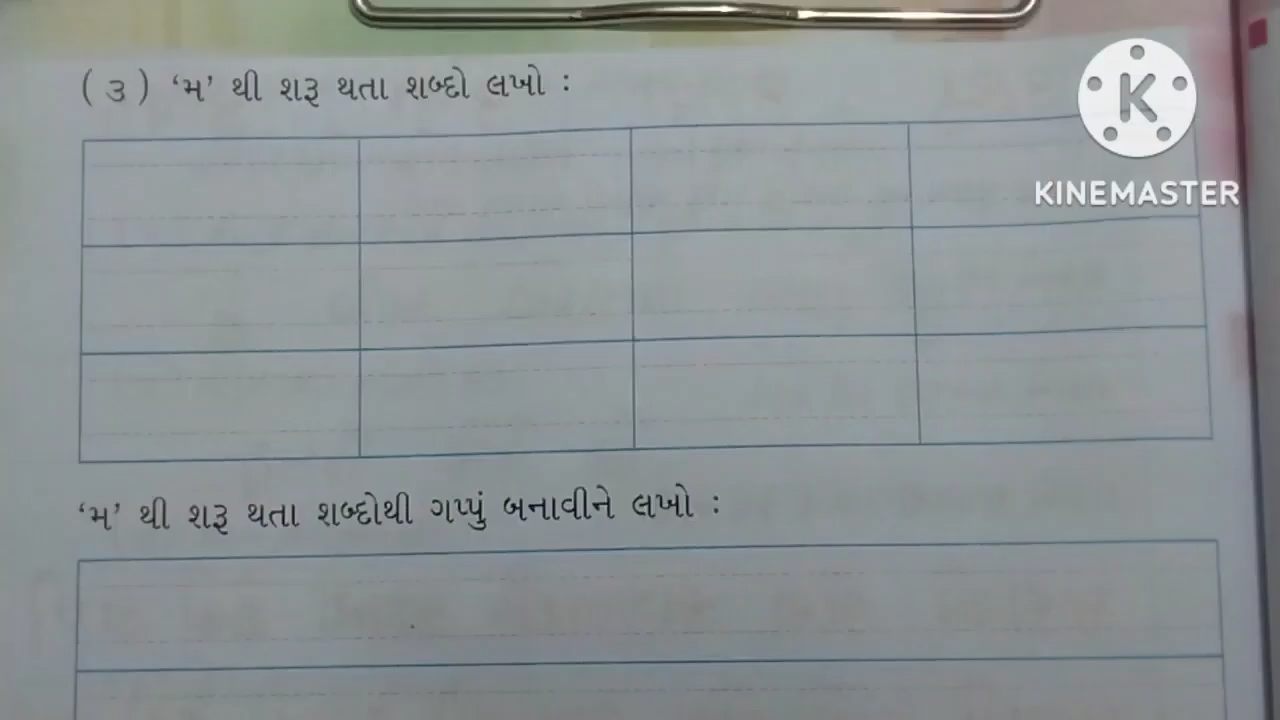 (૩) ‘મ’ થી શરૂ થતા શબ્દો લખો :
K
KINEMASTER
‘મ’ થી શરૂ થતા શબ્દોથી ગપ્પું બનાવીને લખો :